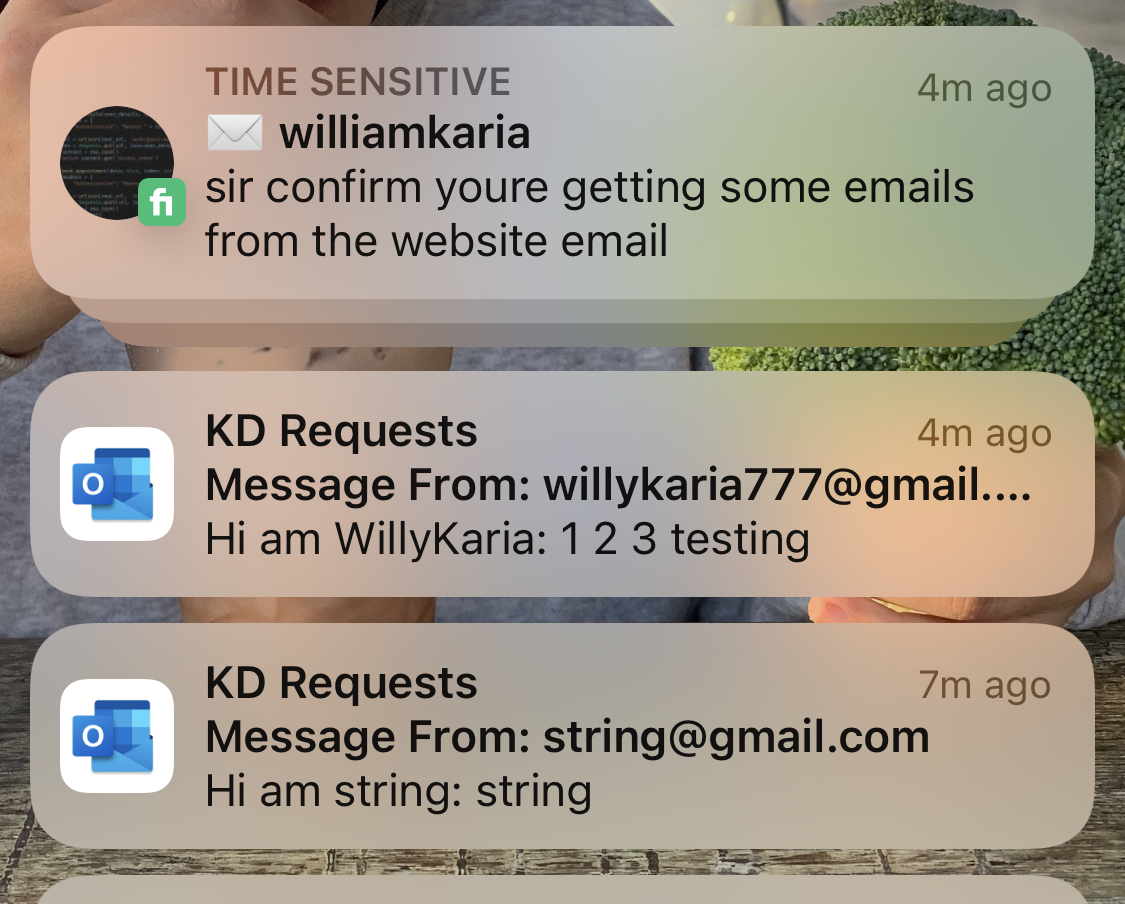 TIME SENSITIVE
4m ago
✉️ williamkaria
sir confirm youre getting some emails
from the website email
fi
KD Requests
4m ago
Message From: willykaria777@gmail....
Hi am WillyKaria: 1 2 3 testing
O
KD Requests
7m ago
Message From: string@gmail.com
Hi am string: string
O